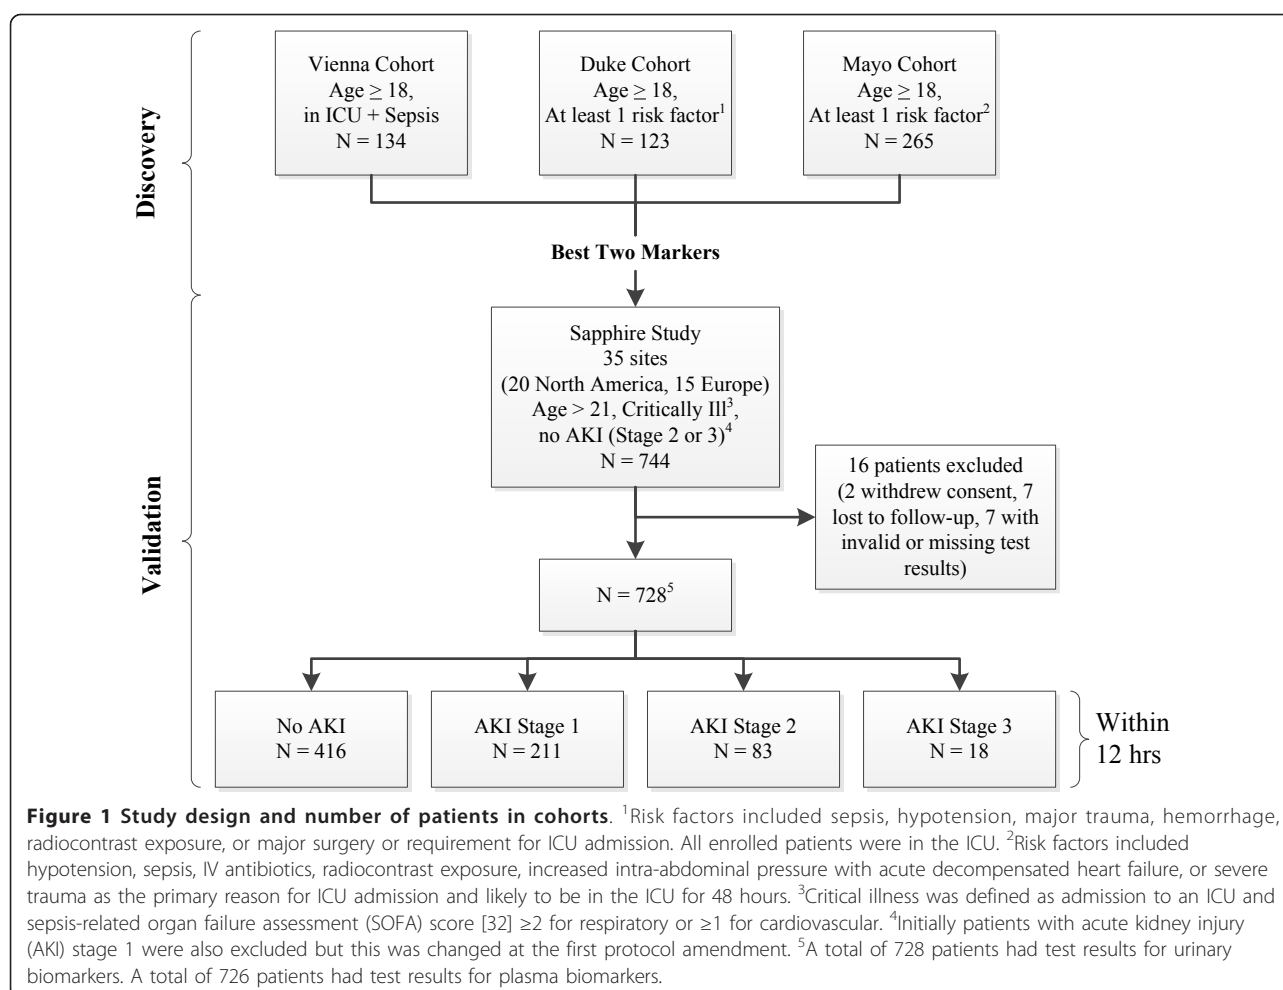 Discovery
Vienna Cohort
Age ≥ 18,
in ICU + Sepsis
N = 134
Duke Cohort
Age ≥ 18,
At least 1 risk factor¹
N = 123
Mayo Cohort
Age ≥ 18,
At least 1 risk factor²
N = 265
Best Two Markers
Validation
Sapphire Study
35 sites
(20 North America, 15 Europe)
Age > 21, Critically Ill³,
no AKI (Stage 2 or 3)⁴
N = 744
16 patients excluded
(2 withdrew consent, 7
lost to follow-up, 7 with
invalid or missing test
results)
N = 728⁵
No AKI
N = 416
AKI Stage 1
N = 211
AKI Stage 2
N = 83
AKI Stage 3
N = 18
Within
12 hrs
Figure 1 Study design and number of patients in cohorts. ¹Risk factors included sepsis, hypotension, major trauma, hemorrhage,
radiocontrast exposure, or major surgery or requirement for ICU admission. All enrolled patients were in the ICU. ²Risk factors included
hypotension, sepsis, IV antibiotics, radiocontrast exposure, increased intra-abdominal pressure with acute decompensated heart failure, or severe
trauma as the primary reason for ICU admission and likely to be in the ICU for 48 hours. ³Critical illness was defined as admission to an ICU and
sepsis-related organ failure assessment (SOFA) score [32] ≥2 for respiratory or ≥1 for cardiovascular. ⁴Initially patients with acute kidney injury
(AKI) stage 1 were also excluded but this was changed at the first protocol amendment. ⁵A total of 728 patients had test results for urinary
biomarkers. A total of 726 patients had test results for plasma biomarkers.